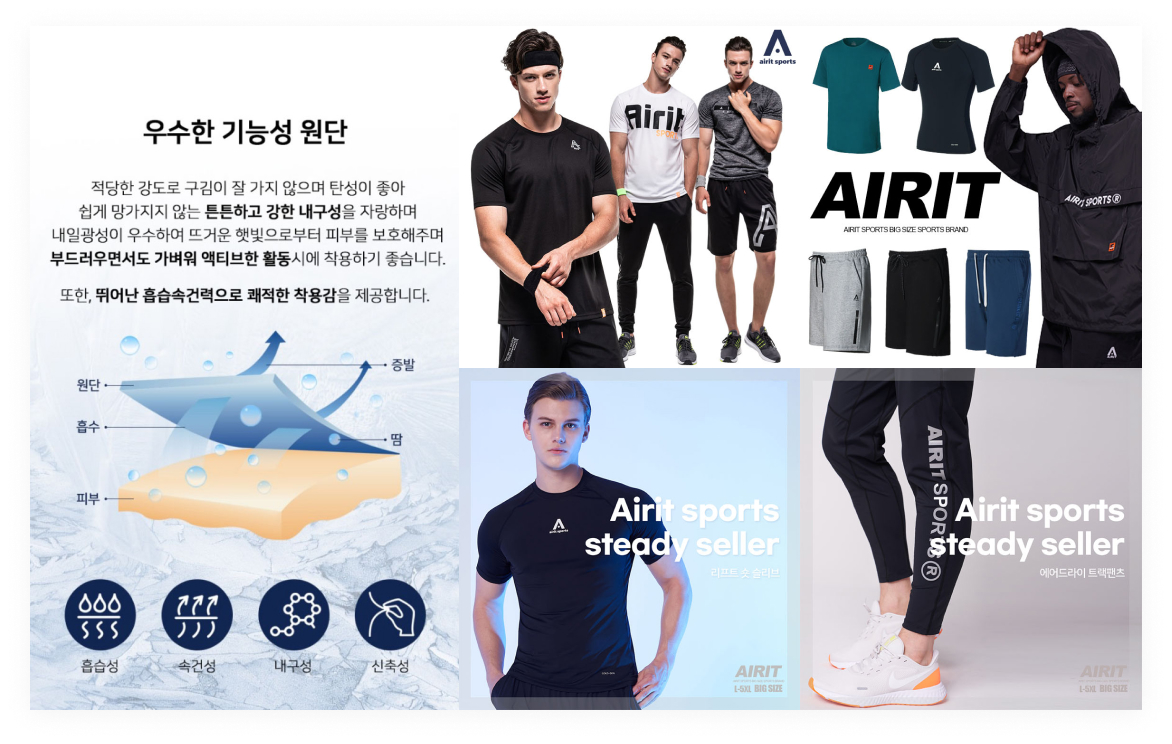 우수한 기능성 원단
적당한 강도로 구김이 잘 가지 않으며 탄성이 좋아
쉽게 망가지지 않는 튼튼하고 강한 내구성을 자랑하며
내일광성이 우수하여 뜨거운 햇빛으로부터 피부를 보호해주며
부드러우면서도 가벼워 액티브한 활동시에 착용하기 좋습니다.
또한, 뛰어난 흡습속건력으로 쾌적한 착용감을 제공합니다.
증발
원단
흡수
땀
피부
흡습성
속건성
내구성
신축성
airit sports
Airit
AIRIT
AIRIT SPORTS BIG SIZE SPORTS BRAND
AIRIT SPORTS®
Airit sports
steady seller
리프트 숏 슬리브
AIRIT
L-5XL BIG SIZE
AIRIT SPORTS®
Airit sports
steady seller
에어드라이 트랙팬츠
AIRIT
L-5XL BIG SIZE